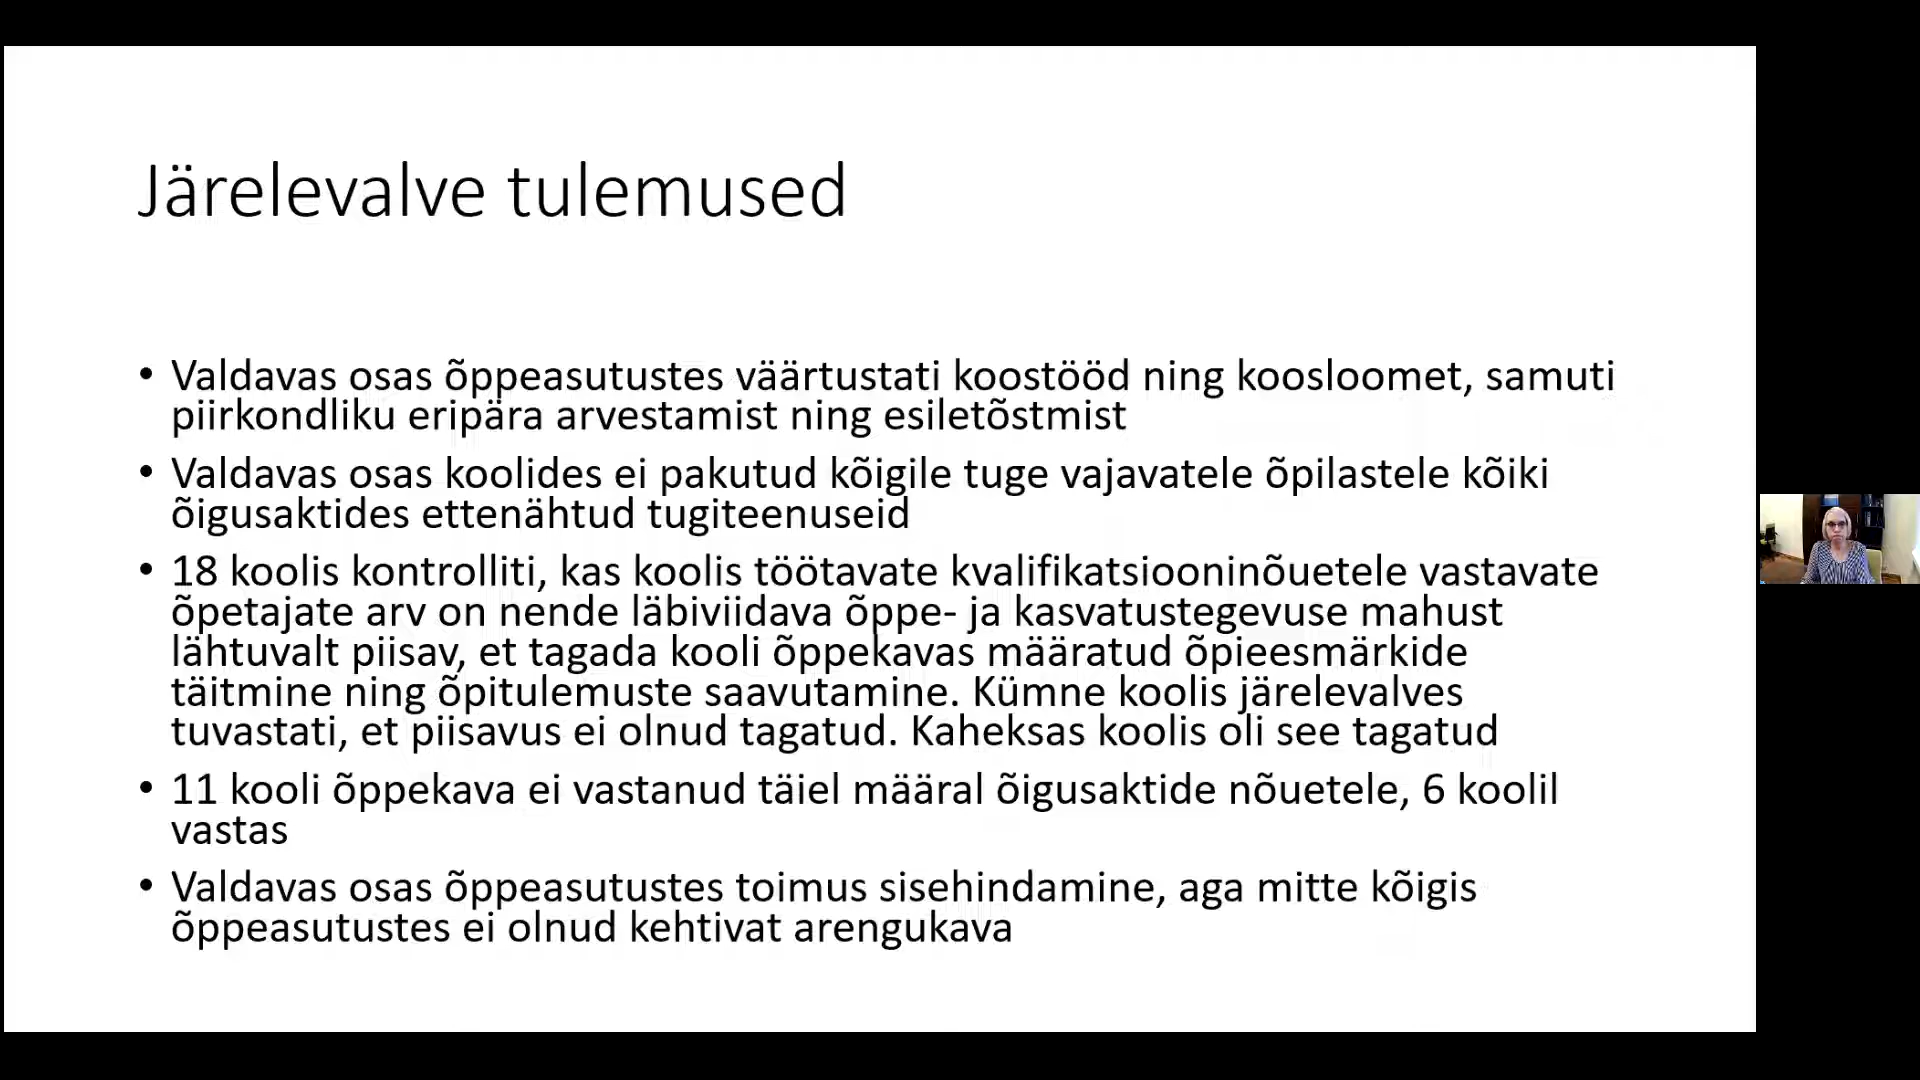 Järelevalve tulemused
• Valdavas osas õppeasutustes väärtustati koostööd ning koosloomet, samuti
piirkondliku eripära arvestamist ning esiletõstmist
• Valdavas osas koolides ei pakutud kõigile tuge vajavatele õpilastele kõiki
õigusaktides ettenähtud tugiteenuseid
• 18 koolis kontrolliti, kas koolis töötavate kvalifikatsiooninõuetele vastavate
õpetajate arv on nende läbiviidava õppe- ja kasvatustegevuse mahust
lähtuvalt piisav, et tagada kooli õppekavas määratud õpieesmärkide
täitmine ning õpitulemuste saavutamine. Kümne koolis järelevalves
tuvastati, et piisavus ei olnud tagatud. Kaheksas koolis oli see tagatud
• 11 kooli õppekava ei vastanud täiel määral õigusaktide nõuetele, 6 koolil
vastas
• Valdavas osas õppeasutustes toimus sisehindamine, aga mitte kõigis
õppeasutustes ei olnud kehtivat arengukava